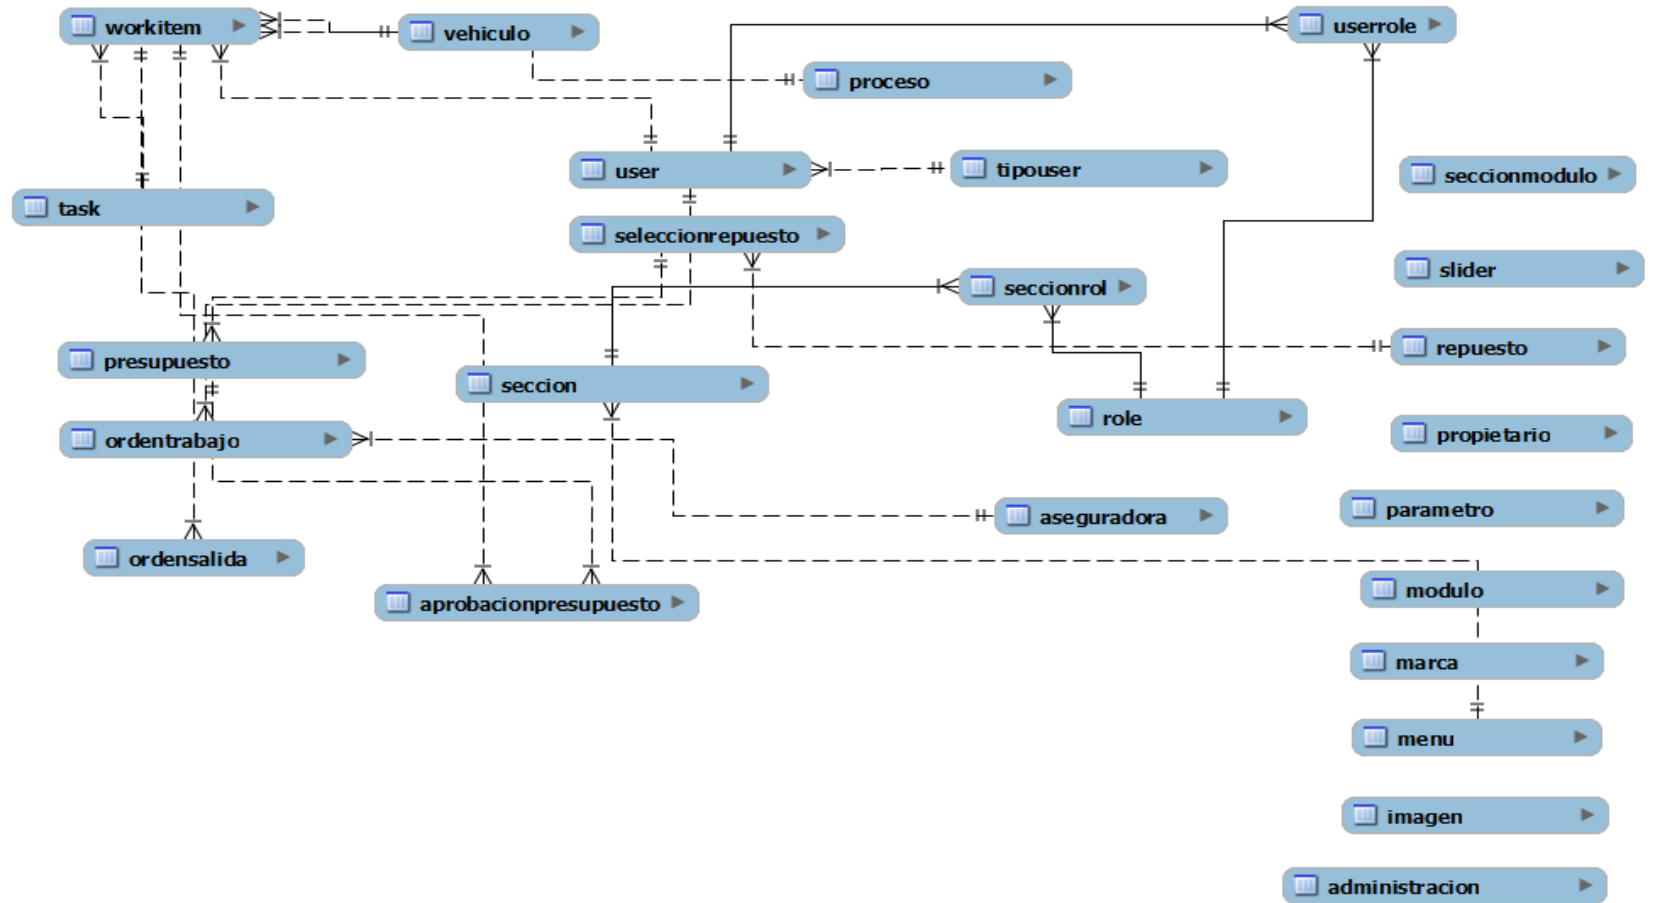 workitem
vehiculo
userrole
proceso
user
tipouser
seccionmodulo
task
seleccionrepuesto
slider
seccionrol
repuesto
presupuesto
seccion
role
ordentrabajo
propietario
aseguradora
parametro
ordensalida
aprobacionpresupuesto
modulo
marca
menu
imagen
administracion